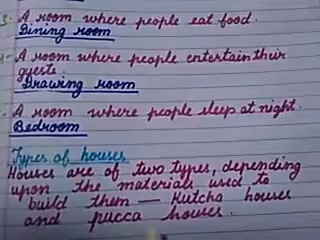 3. A room where people eat food.
Dining room
A room where people entertain their
guests.
Drawing room
A room where people sleep at night.
Bedroom
Types of houses
Houses are of two types, depending
upon the materials used to
build them — Kutcha houses
and pucca houses.